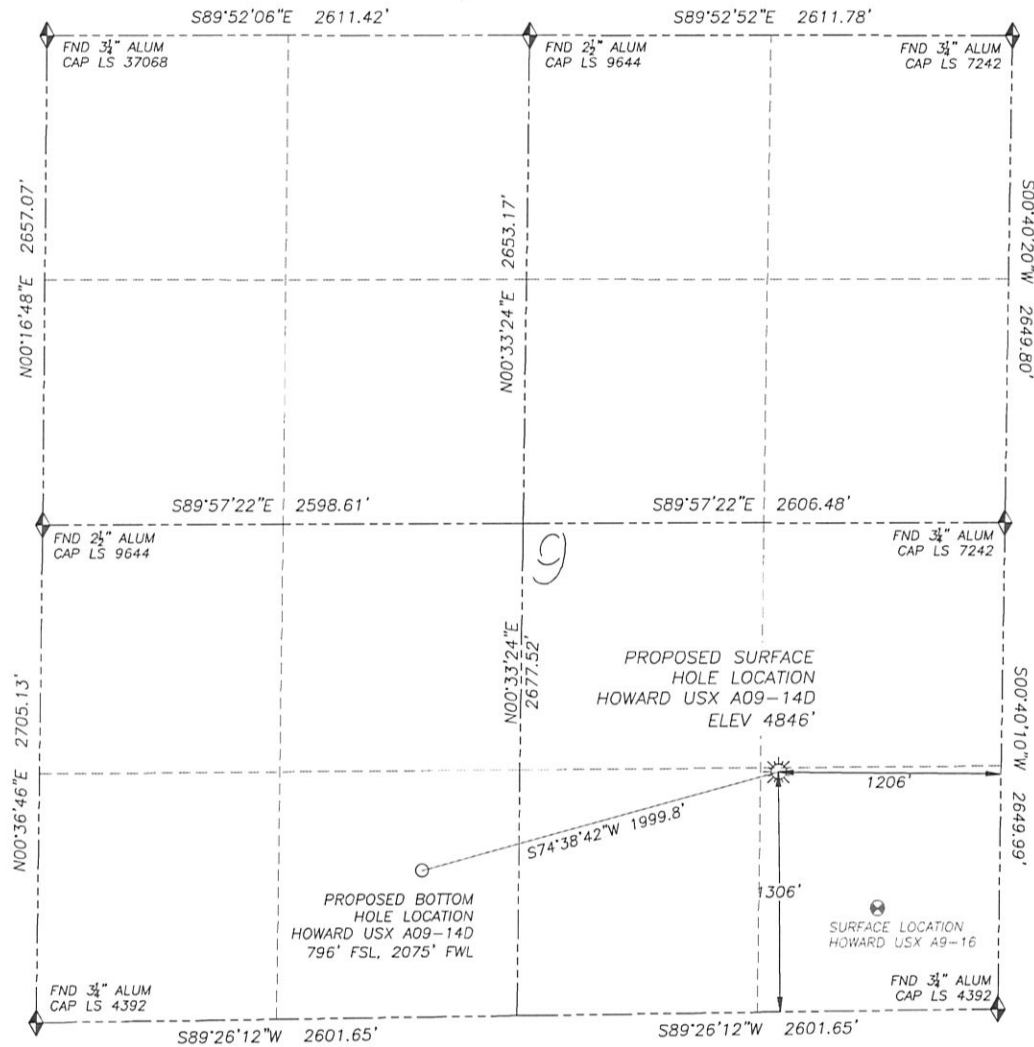 S89°52'06"E 2611.42'
S89°52'52"E 2611.78'
FND 3¼" ALUM
CAP LS 37068
FND 2½" ALUM
CAP LS 9644
FND 3¼" ALUM
CAP LS 7242
N00°16'48"E 2657.07'
N00°33'24"E 2653.17'
S00°40'20"W 2649.80'
S89°57'22"E 2598.61'
S89°57'22"E 2606.48'
FND 2½" ALUM
CAP LS 9644
FND 3¼" ALUM
CAP LS 7242
9
N00°36'46"E 2705.13'
N00°33'24"E
2677.52'
S00°40'10"W 2649.99'
PROPOSED SURFACE
HOLE LOCATION
HOWARD USX A09-14D
ELEV 4846'
1206'
S74°38'42"W 1999.8'
1306'
PROPOSED BOTTOM
HOLE LOCATION
HOWARD USX A09-14D
796' FSL, 2075' FWL
SURFACE LOCATION
HOWARD USX A9-16
FND 3¼" ALUM
CAP LS 4392
FND 3¼" ALUM
CAP LS 4392
S89°26'12"W 2601.65'
S89°26'12"W 2601.65'